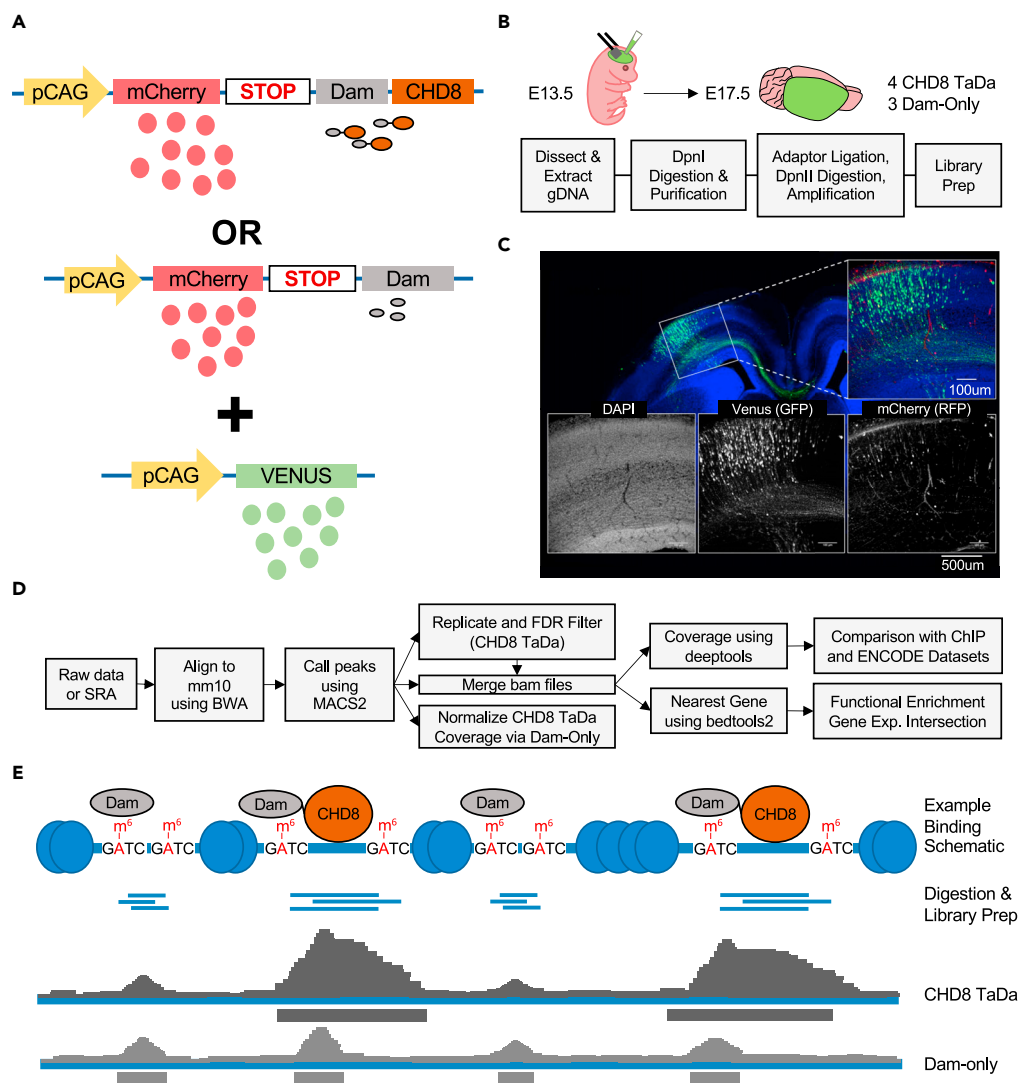 A
pCAG
mCherry
STOP
Dam
CHD8
OR
pCAG
mCherry
STOP
Dam
+
pCAG
VENUS
B
E13.5
E17.5
4 CHD8 TaDa
3 Dam-Only
Dissect &
Extract
gDNA
DpnI
Digestion &
Purification
Adaptor Ligation,
DpnII Digestion,
Amplification
Library
Prep
C
100um
DAPI
Venus (GFP)
mCherry (RFP)
500um
D
Raw data
or SRA
Align to
mm10
using BWA
Call peaks
using
MACS2
Replicate and FDR Filter
(CHD8 TaDa)
Merge bam files
Normalize CHD8 TaDa
Coverage via Dam-Only
Coverage using
deeptools
Nearest Gene
using bedtools2
Comparison with ChIP
and ENCODE Datasets
Functional Enrichment
Gene Exp. Intersection
E
Dam
Dam
CHD8
Dam
Dam
CHD8
m6 m6 m6 m6 m6 m6 m6 m6
GATC GATC GATC GATC GATC GATC GATC GATC
Example
Binding
Schematic
Digestion &
Library Prep
CHD8 TaDa
Dam-only